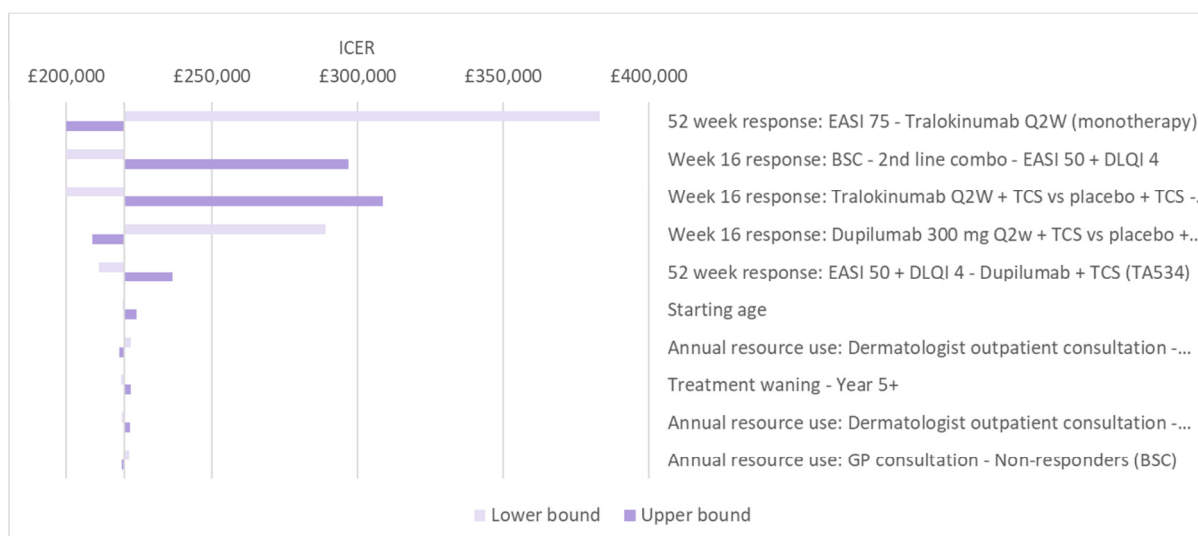 ICER
£200,000 £250,000 £300,000 £350,000 £400,000
52 week response: EASI 75 - Tralokinumab Q2W (monotherapy)
Week 16 response: BSC - 2nd line combo - EASI 50 + DLQI 4
Week 16 response: Tralokinumab Q2W + TCS vs placebo + TCS -...
Week 16 response: Dupilumab 300 mg Q2w + TCS vs placebo +...
52 week response: EASI 50 + DLQI 4 - Dupilumab + TCS (TA534)
Starting age
Annual resource use: Dermatologist outpatient consultation -...
Treatment waning - Year 5+
Annual resource use: Dermatologist outpatient consultation -...
Annual resource use: GP consultation - Non-responders (BSC)
Lower bound Upper bound